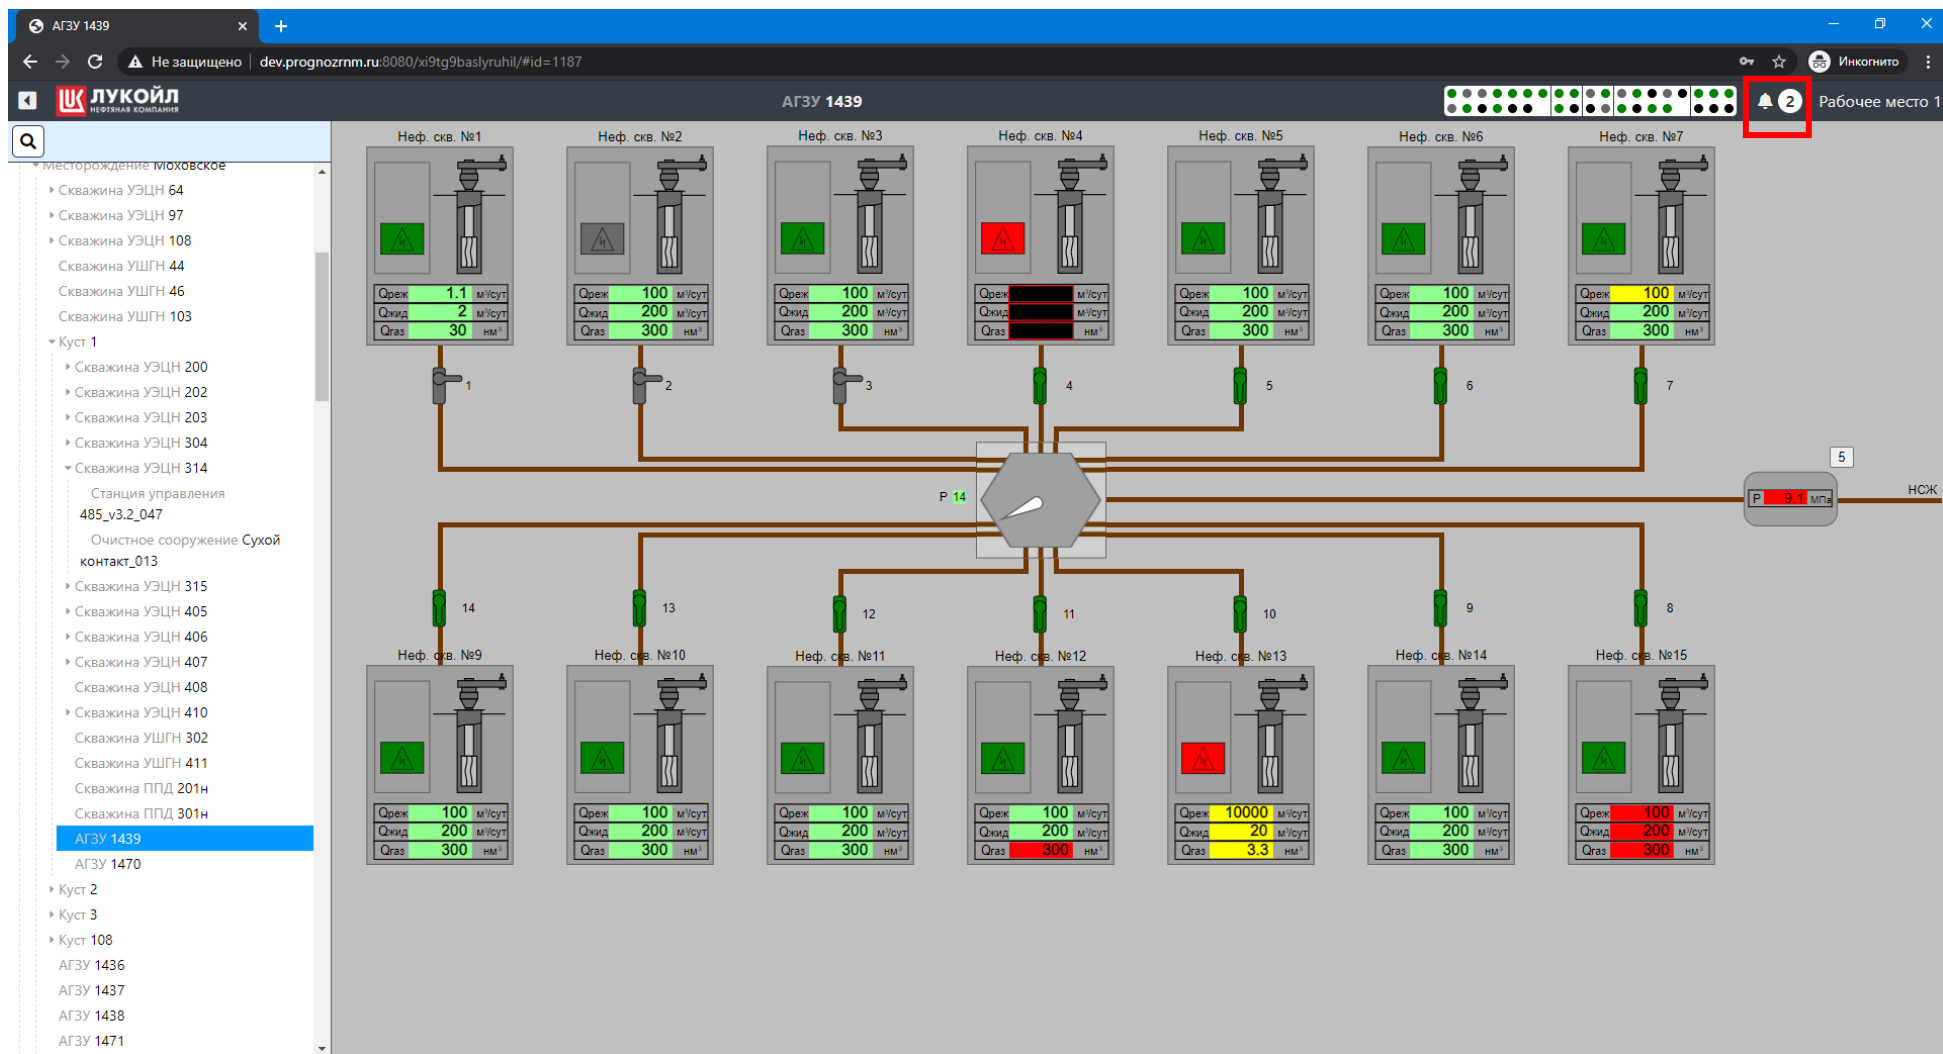 АГЗУ 1439
Не защищено
dev.prognozrnm.ru:8080/xi9tg9baslyruhil/#id=1187
Инкогнито
ЛУКОЙЛ
НЕФТЯНАЯ КОМПАНИЯ
АГЗУ 1439
2
Рабочее место 1
Месторождение Моховское
Скважина УЭЦН 64
Скважина УЭЦН 97
Скважина УЭЦН 108
Скважина УШГН 44
Скважина УШГН 46
Скважина УШГН 103
Куст 1
Скважина УЭЦН 200
Скважина УЭЦН 202
Скважина УЭЦН 203
Скважина УЭЦН 304
Скважина УЭЦН 314
Станция управления
485_v3.2_047
Очистное сооружение Сухой
контакт_013
Скважина УЭЦН 315
Скважина УЭЦН 405
Скважина УЭЦН 406
Скважина УЭЦН 407
Скважина УЭЦН 408
Скважина УЭЦН 410
Скважина УШГН 302
Скважина УШГН 411
Скважина ППД 201н
Скважина ППД 301н
АГЗУ 1439
АГЗУ 1470
Куст 2
Куст 3
Куст 108
АГЗУ 1436
АГЗУ 1437
АГЗУ 1438
АГЗУ 1471
Неф. скв. №1
Qреж 1.1 м³/сут
Qжид 2 м³/сут
Qгаз 30 нм³
Неф. скв. №2
Qреж 100 м³/сут
Qжид 200 м³/сут
Qгаз 300 нм³
Неф. скв. №3
Qреж 100 м³/сут
Qжид 200 м³/сут
Qгаз 300 нм³
Неф. скв. №4
Qреж м³/сут
Qжид м³/сут
Qгаз нм³
Неф. скв. №5
Qреж 100 м³/сут
Qжид 200 м³/сут
Qгаз 300 нм³
Неф. скв. №6
Qреж 100 м³/сут
Qжид 200 м³/сут
Qгаз 300 нм³
Неф. скв. №7
Qреж 100 м³/сут
Qжид 200 м³/сут
Qгаз 300 нм³
1
2
3
4
5
6
7
P 14
5
P 9.1 МПа
НСЖ
14
13
12
11
10
9
8
Неф. скв. №9
Qреж 100 м³/сут
Qжид 200 м³/сут
Qгаз 300 нм³
Неф. скв. №10
Qреж 100 м³/сут
Qжид 200 м³/сут
Qгаз 300 нм³
Неф. скв. №11
Qреж 100 м³/сут
Qжид 200 м³/сут
Qгаз 300 нм³
Неф. скв. №12
Qреж 100 м³/сут
Qжид 200 м³/сут
Qгаз 300 нм³
Неф. скв. №13
Qреж 10000 м³/сут
Qжид 20 м³/сут
Qгаз 3.3 нм³
Неф. скв. №14
Qреж 100 м³/сут
Qжид 200 м³/сут
Qгаз 300 нм³
Неф. скв. №15
Qреж 100 м³/сут
Qжид 200 м³/сут
Qгаз 300 нм³